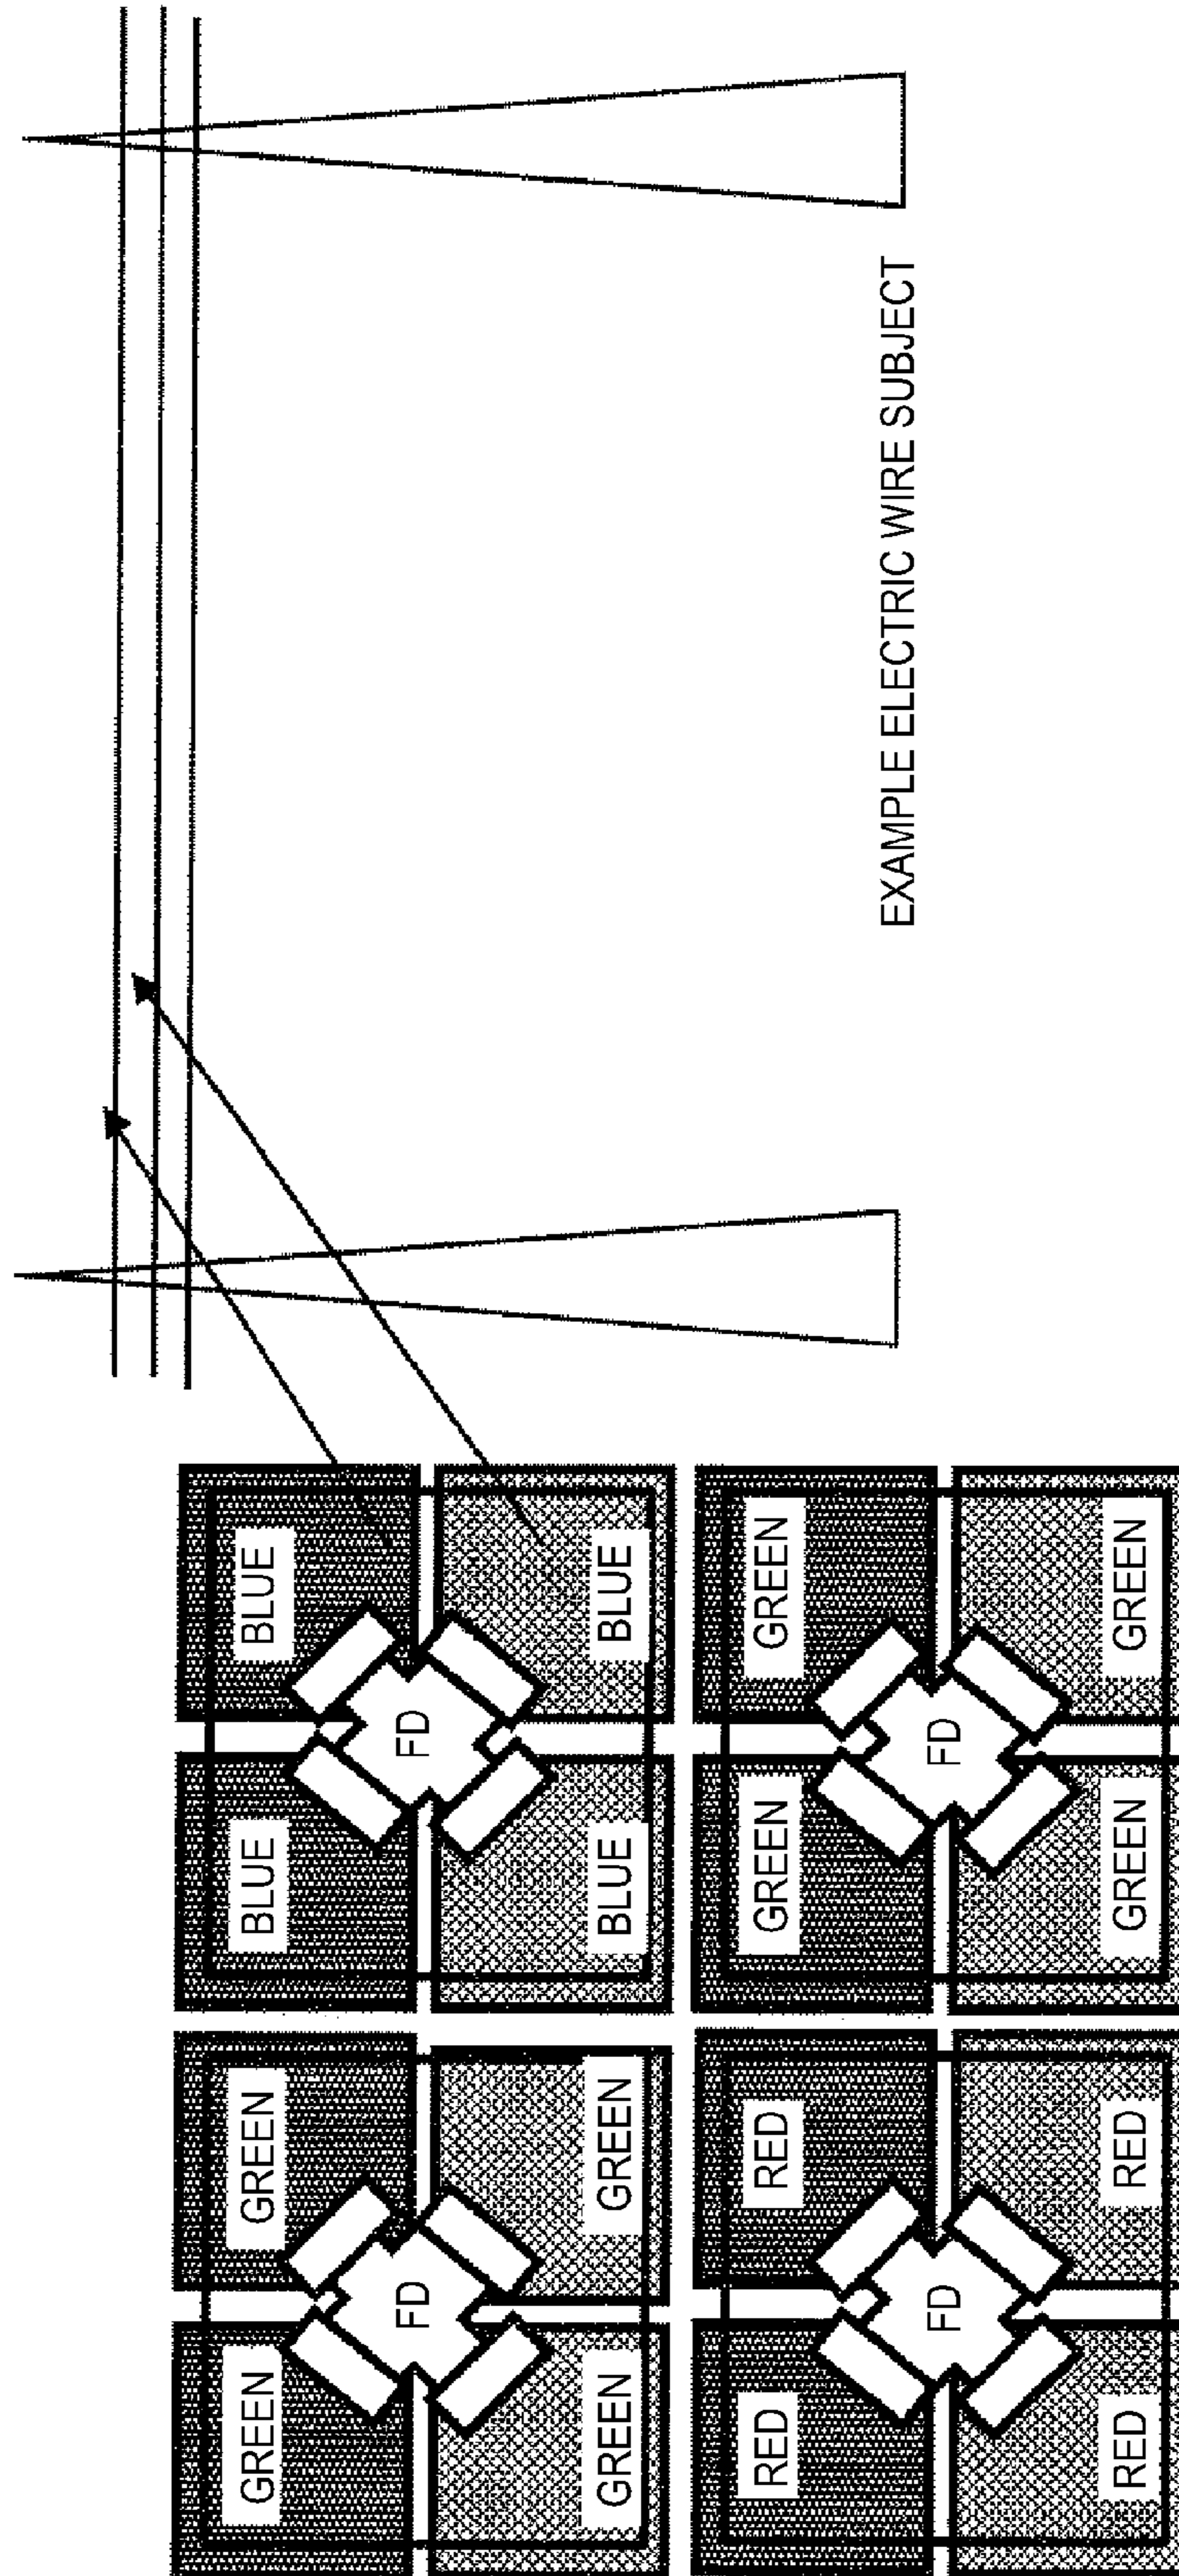 GREEN GREEN BLUE BLUE
FD FD
GREEN GREEN BLUE BLUE
RED RED GREEN GREEN
FD FD
RED RED GREEN GREEN
EXAMPLE ELECTRIC WIRE SUBJECT